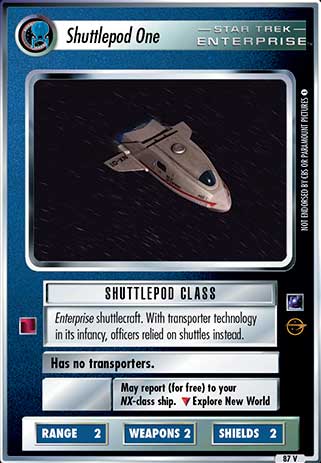 Shuttlepod One
STAR TREK
ENTERPRISE
NOT ENDORSED BY CBS OR PARAMOUNT PICTURES
SHUTTLEPOD CLASS
Enterprise shuttlecraft. With transporter technology
in its infancy, officers relied on shuttles instead.
Has no transporters.
May report (for free) to your
NX-class ship. ▼ Explore New World
RANGE 2 WEAPONS 2 SHIELDS 2
87 V